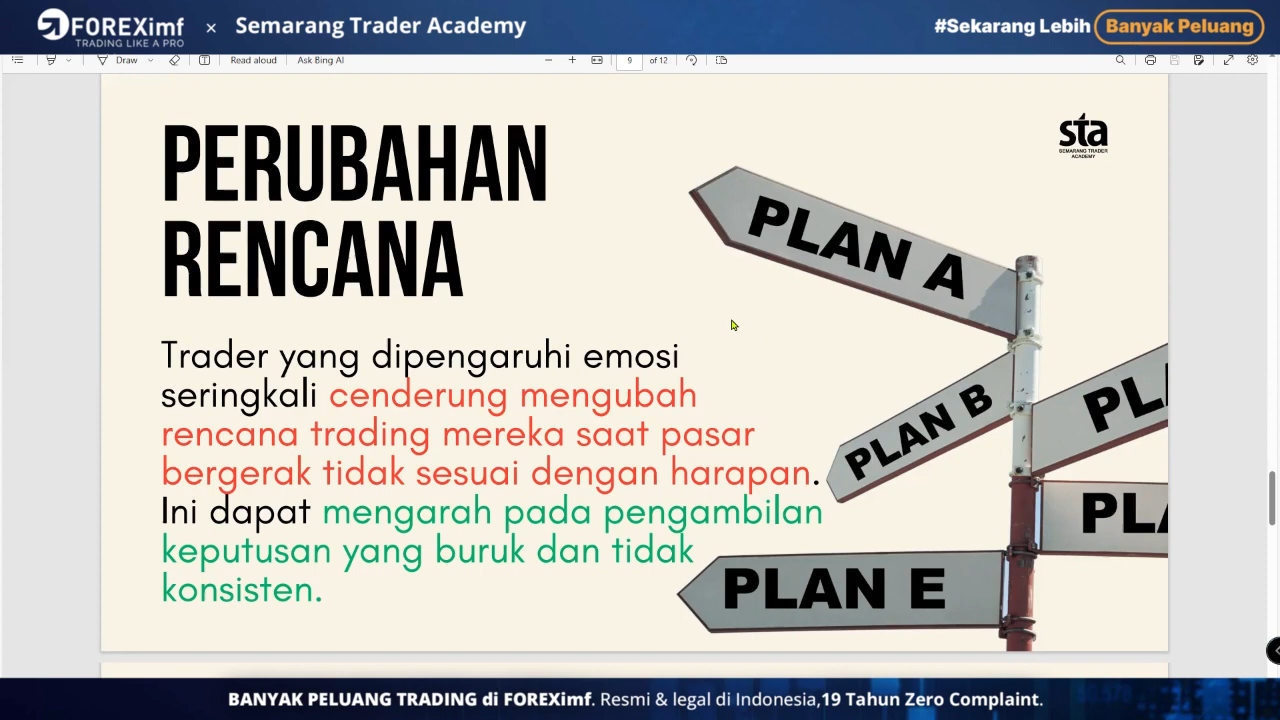 FOREXimf × Semarang Trader Academy
TRADING LIKE A PRO
#Sekarang Lebih Banyak Peluang
Draw Read aloud Ask Bing AI 9 of 12
PERUBAHAN
RENCANA
sta
SEMARANG TRADER
ACADEMY
Trader yang dipengaruhi emosi
seringkali cenderung mengubah
rencana trading mereka saat pasar
bergerak tidak sesuai dengan harapan.
Ini dapat mengarah pada pengambilan
keputusan yang buruk dan tidak
konsisten.
PLAN A
PLAN B
PL
PLA
PLAN E
BANYAK PELUANG TRADING di FOREXimf. Resmi & legal di Indonesia,19 Tahun Zero Complaint.